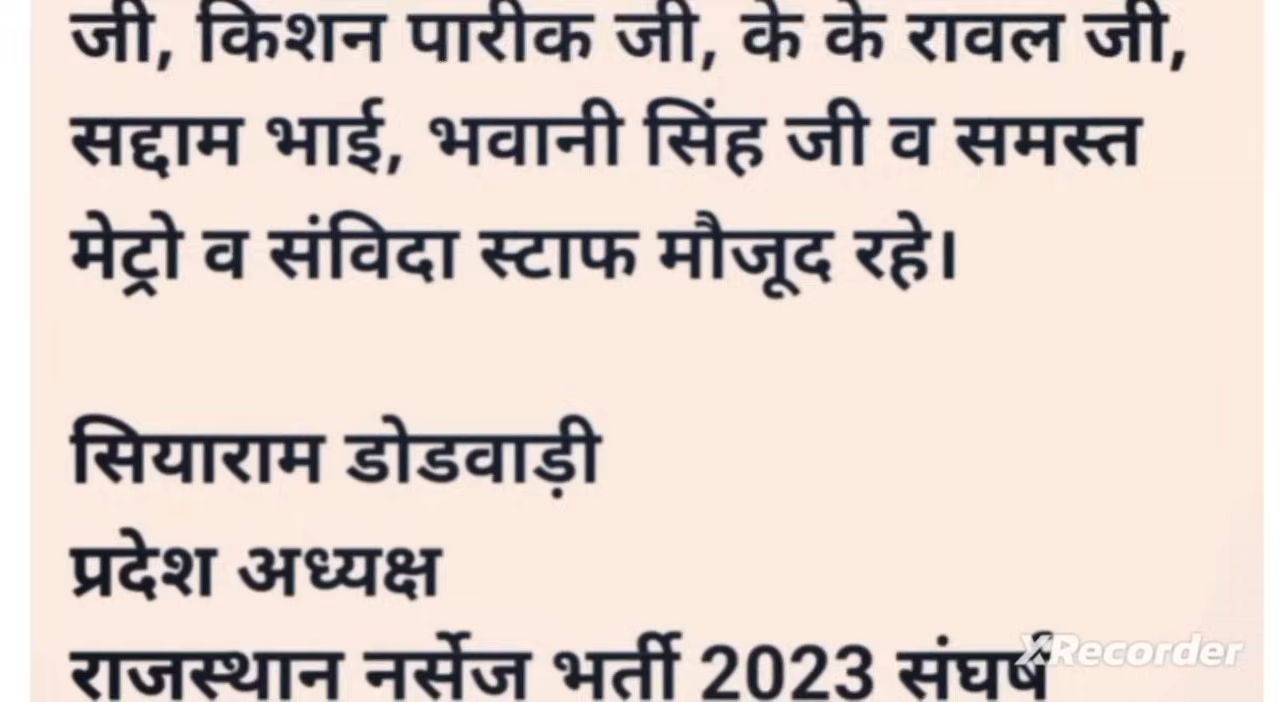 जी, किशन पारीक जी, के के रावल जी,
सद्दाम भाई, भवानी सिंह जी व समस्त
मेट्रो व संविदा स्टाफ मौजूद रहे।
सियाराम डोडवाड़ी
प्रदेश अध्यक्ष
राजस्थान नर्सेज भर्ती 2023 संघर्ष
XRecorder